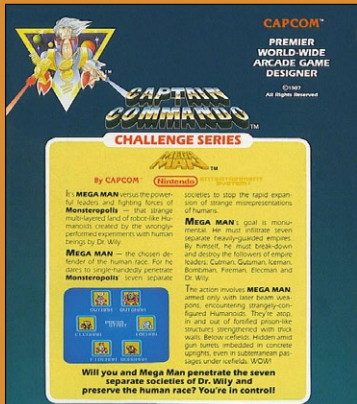 CAPCOM™
PREMIER
WORLD-WIDE
ARCADE GAME
DESIGNER
©1987
All Rights Reserved
CAPTAIN
COMMANDO™
CHALLENGE SERIES
MEGA
MAN™
By CAPCOM™
Nintendo ENTERTAINMENT
SYSTEM
It's MEGA MAN versus the power-
ful leaders and fighting forces of
Monsteropolis — that strange
multi-layered land of robot-like Hu-
manoids created by the wrongly-
performed experiments with human
beings by Dr. Wily.
MEGA MAN — the chosen de-
fender of the human race. For he
dares to single-handedly penetrate
Monsteropolis' seven separate
societies to stop the rapid expan-
sion of strange misrepresentations
of humans.
MEGA MAN's goal is monu-
mental. He must infiltrate seven
separate heavily-guarded empires.
By himself, he must break-down
and destroy the followers of empire
leaders: Cutman, Gutsman, Iceman,
Bombman, Fireman, Elecman and
Dr. Wily
The action involves MEGA MAN,
armed only with laser beam wea-
pons, encountering strangely-con-
figured Humanoids. They're atop,
in and out of fortified prison-like
structures strengthened with thick
walls. Below icefields. Hidden amid
gun turrets imbedded in concrete
uprights, even in subterranean pas-
sages under icefields. WOW!
Will you and Mega Man penetrate the seven
separate societies of Dr. Wily and
preserve the human race? You're in control!